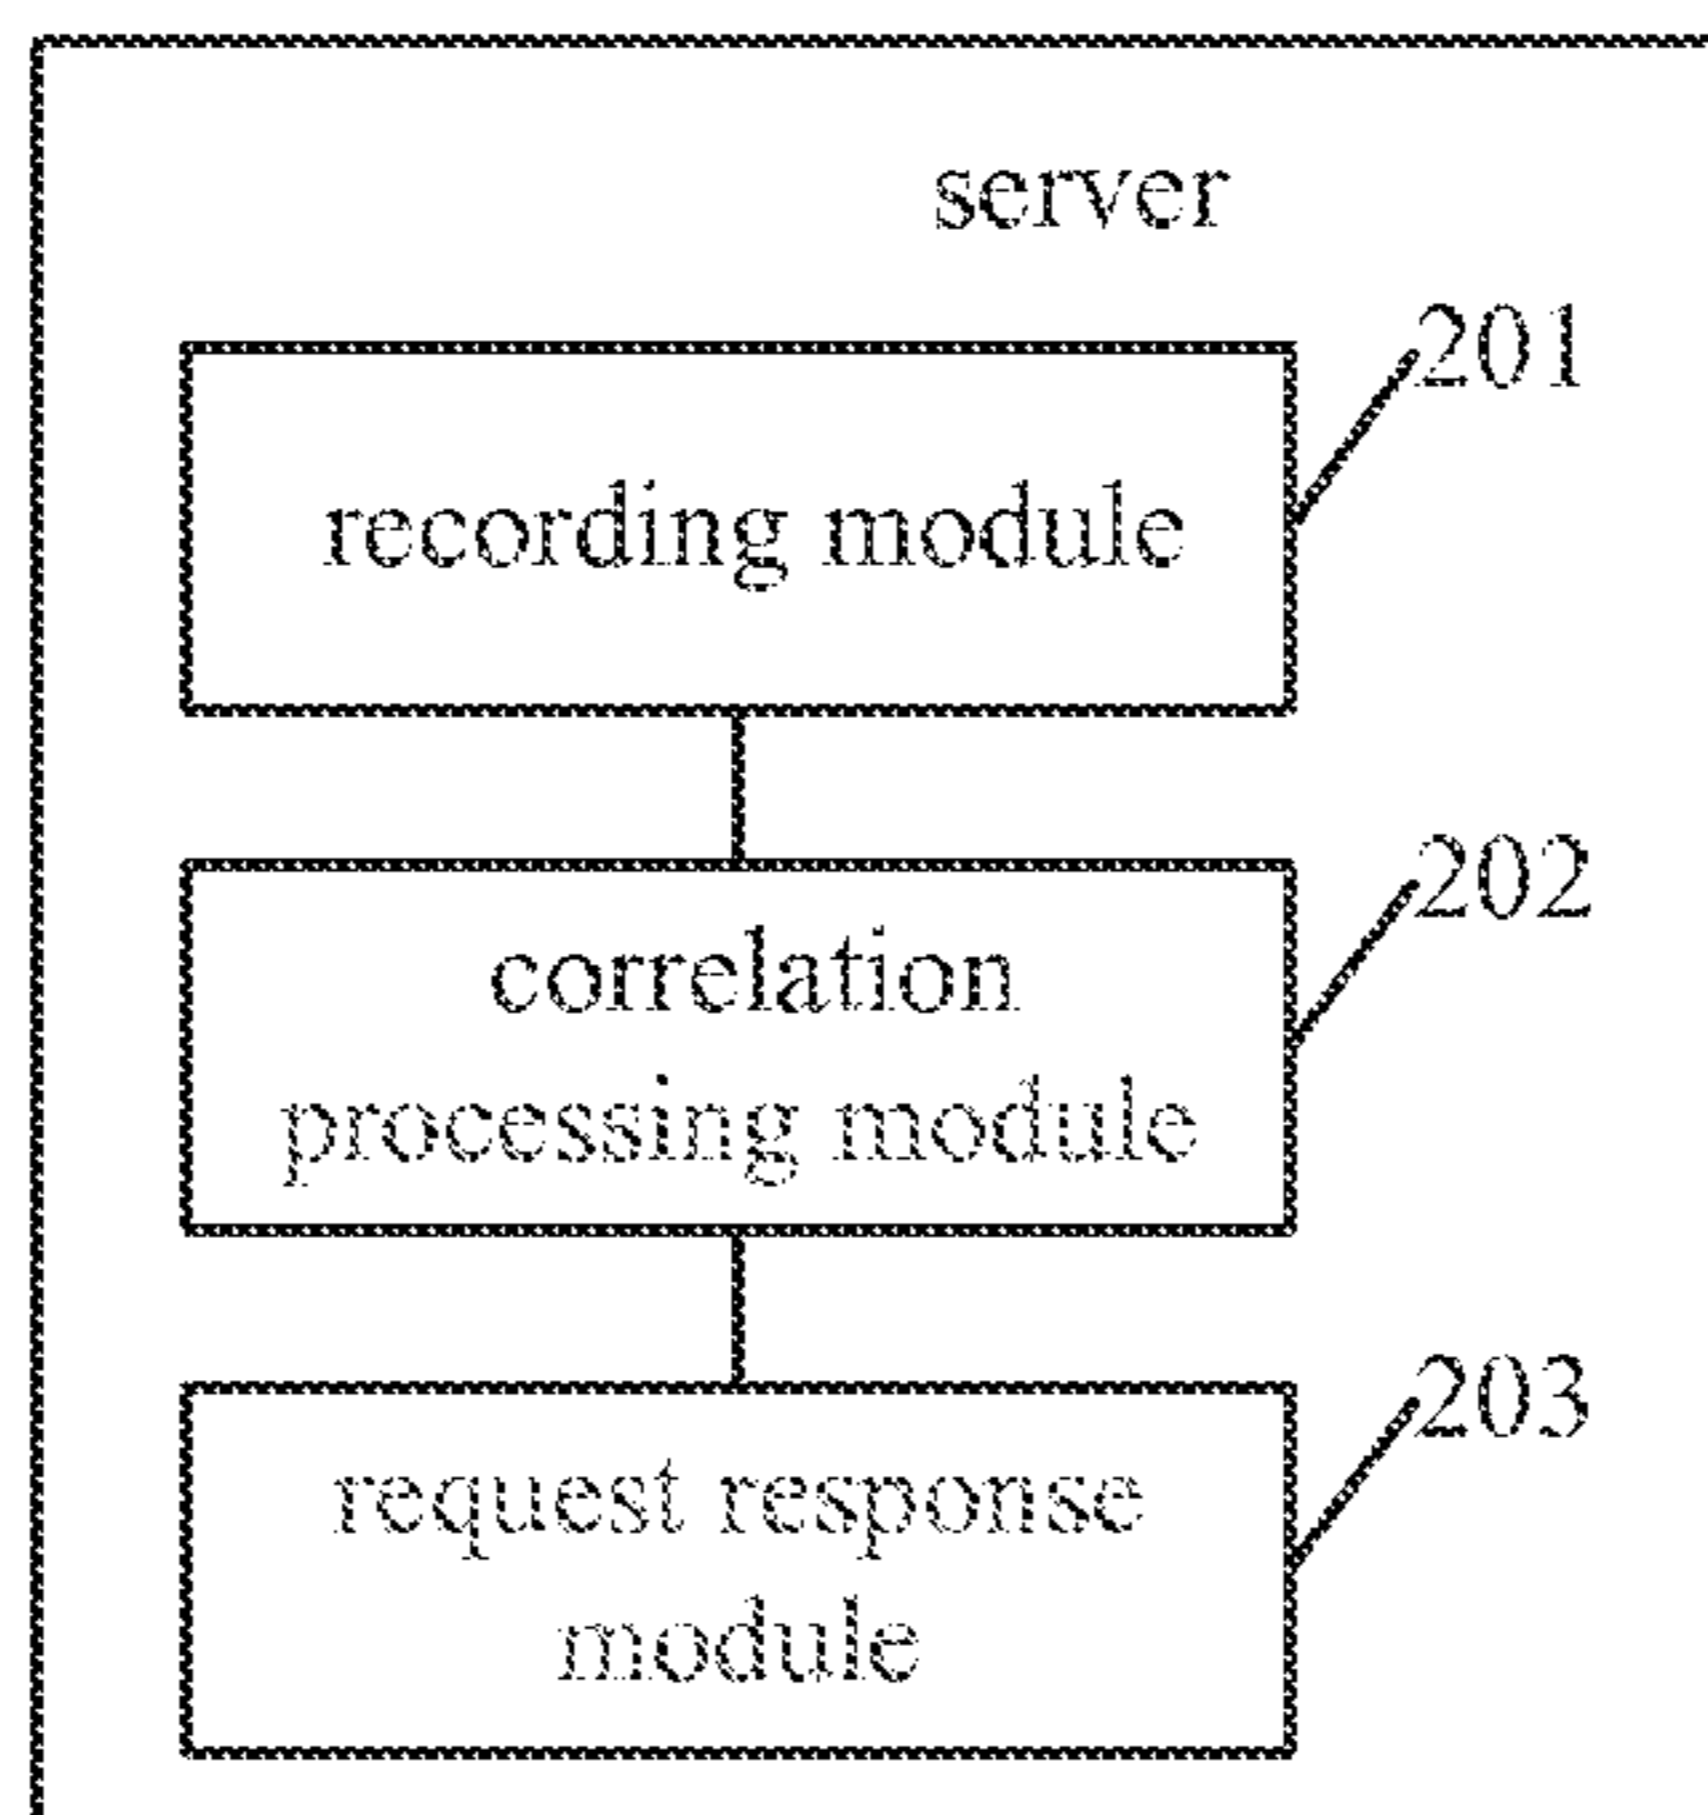 server
201
recording module
202
correlation
processing module
203
request response
module